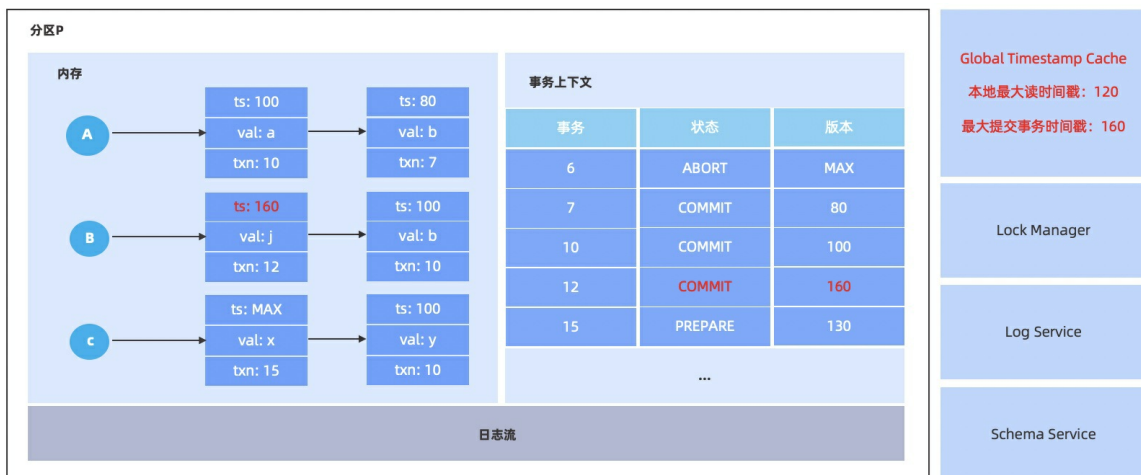 分区P
内存
A
ts: 100
val: a
txn: 10
ts: 80
val: b
txn: 7
B
ts: 160
val: j
txn: 12
ts: 100
val: b
txn: 10
c
ts: MAX
val: x
txn: 15
ts: 100
val: y
txn: 10
事务上下文
事务 状态 版本
6 ABORT MAX
7 COMMIT 80
10 COMMIT 100
12 COMMIT 160
15 PREPARE 130
...
日志流
Global Timestamp Cache
本地最大读时间戳：120
最大提交事务时间戳：160
Lock Manager
Log Service
Schema Service